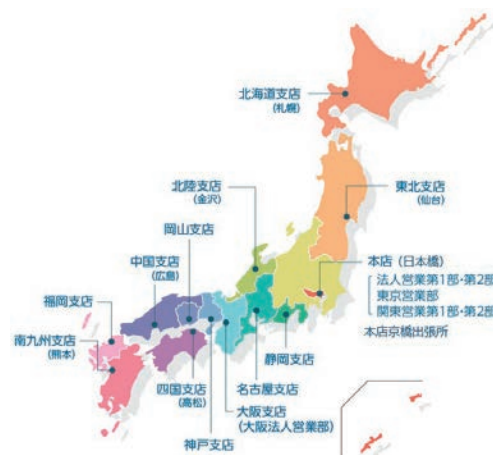 北海道支店
(札幌)
北陸支店
(金沢)
東北支店
(仙台)
岡山支店
本店(日本橋)
中国支店
(広島)
法人営業第1部・第2部
東京営業部
関東営業第1部・第2部
福岡支店
本店京橋出張所
南九州支店
(熊本)
静岡支店
四国支店
(高松)
名古屋支店
大阪支店
(大阪法人営業部)
神戸支店